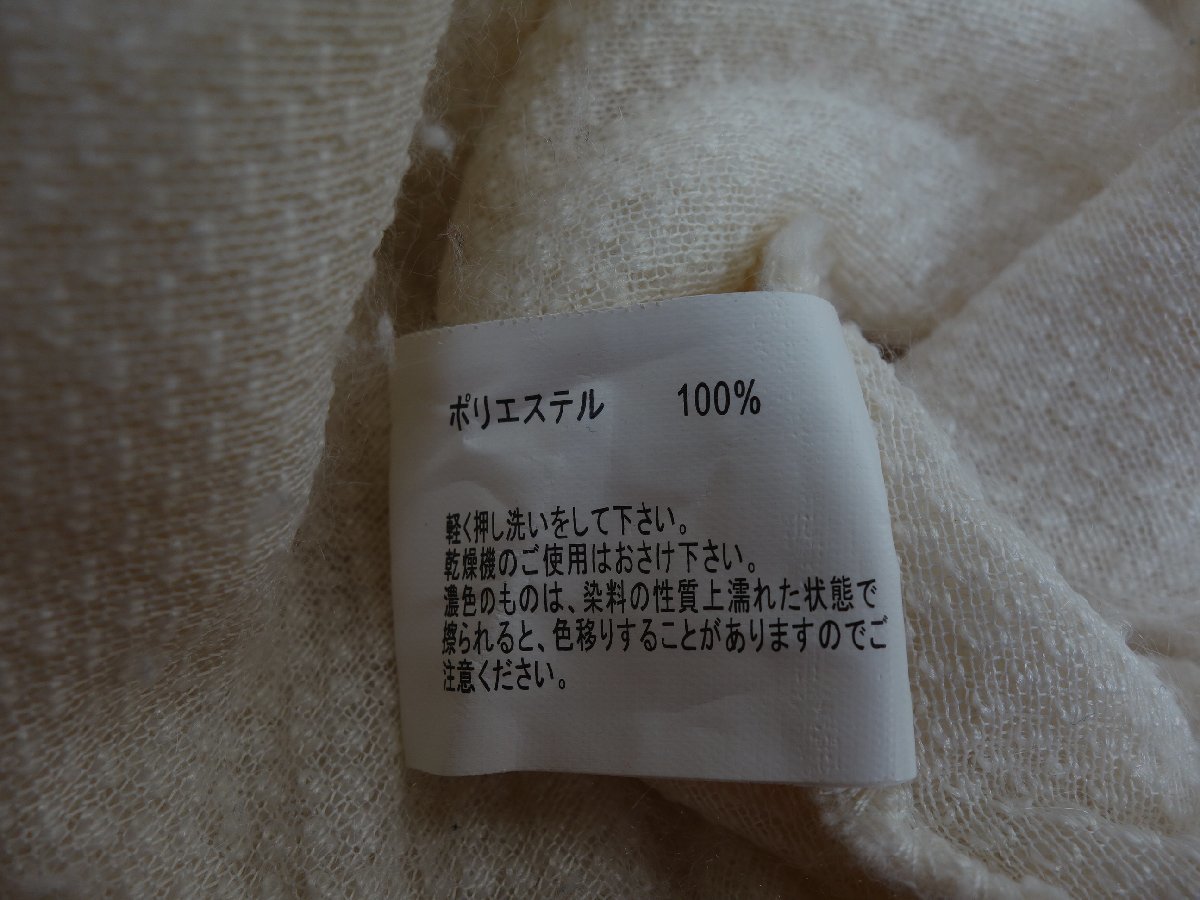 ポリエステル　100%
軽く押し洗いをして下さい。
乾燥機のご使用はおさけ下さい。
濃色のものは、染料の性質上濡れた状態で
擦られると、色移りすることがありますのでご
注意ください。